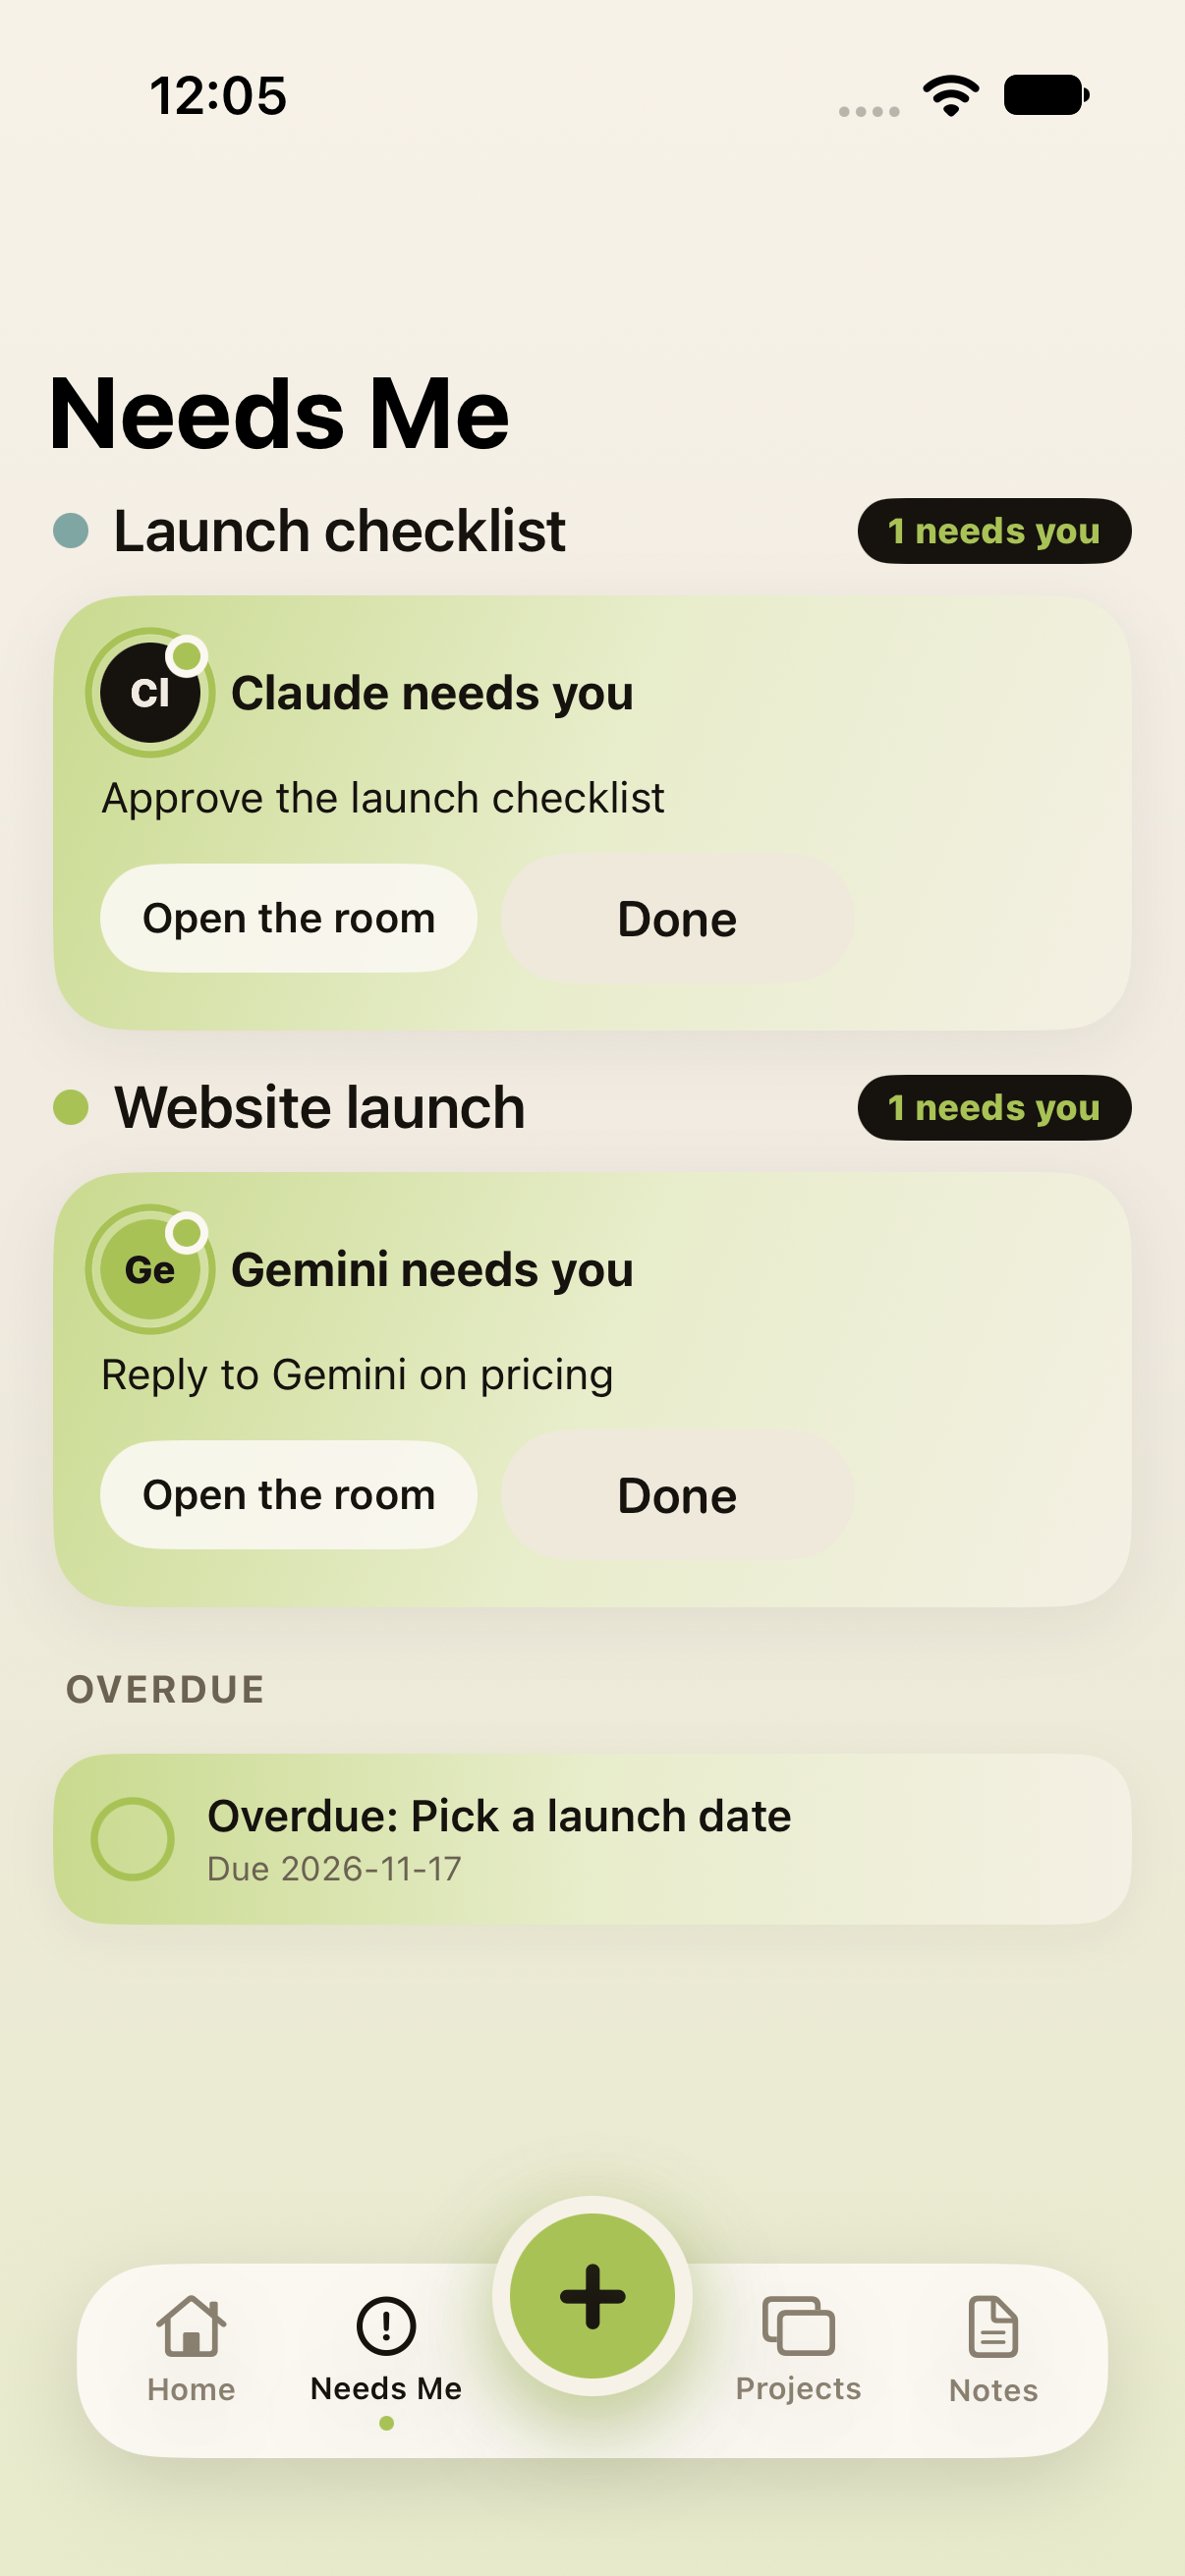 12:05
Needs Me
Launch checklist
1 needs you
Cl
Claude needs you
Approve the launch checklist
Open the room
Done
Website launch
1 needs you
Ge
Gemini needs you
Reply to Gemini on pricing
Open the room
Done
OVERDUE
Overdue: Pick a launch date
Due 2026-11-17
Home
Needs Me
Projects
Notes